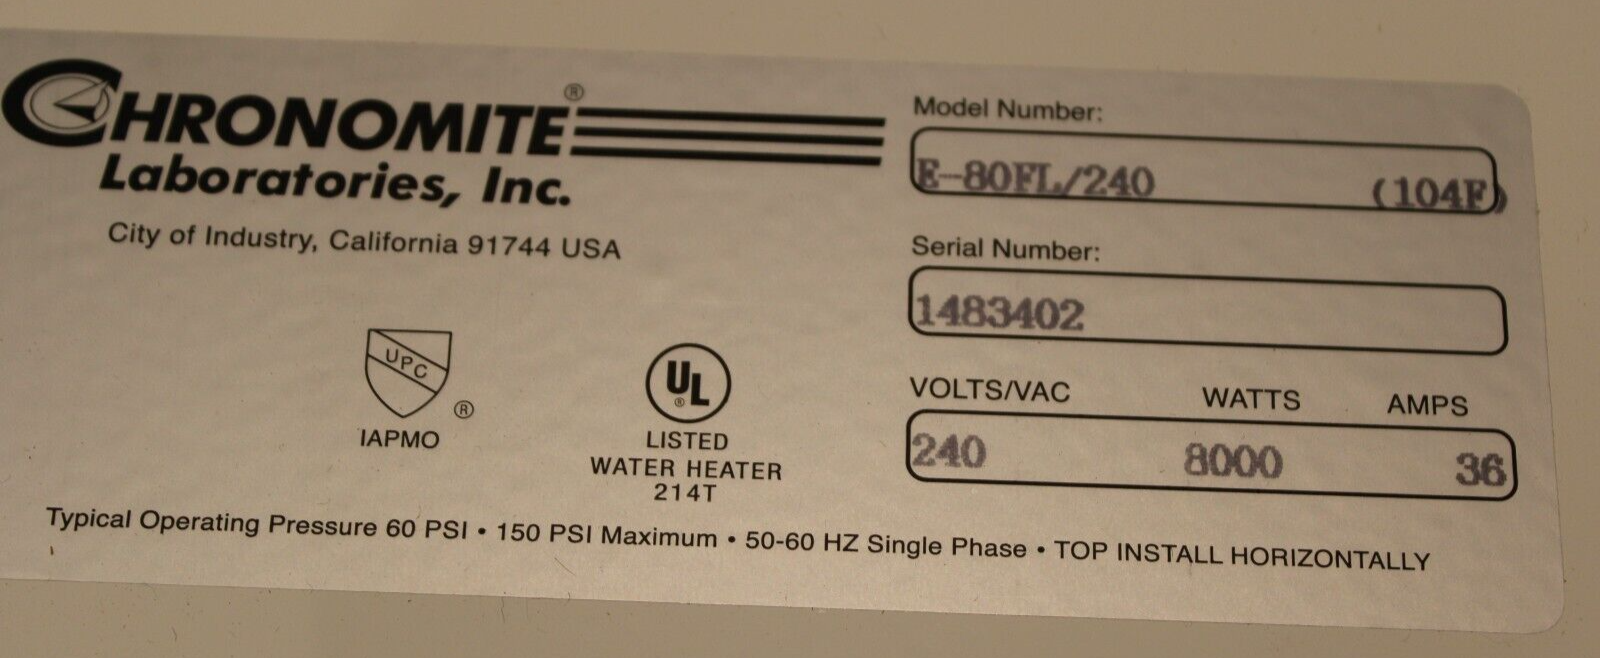 CHRONOMITE®
Laboratories, Inc.
City of Industry, California 91744 USA
UPC
®
IAPMO
UL
®
LISTED
WATER HEATER
214T
Model Number:
E-80FL/240 (104F)
Serial Number:
1483402
VOLTS/VAC WATTS AMPS
240 8000 36
Typical Operating Pressure 60 PSI • 150 PSI Maximum • 50-60 HZ Single Phase • TOP INSTALL HORIZONTALLY